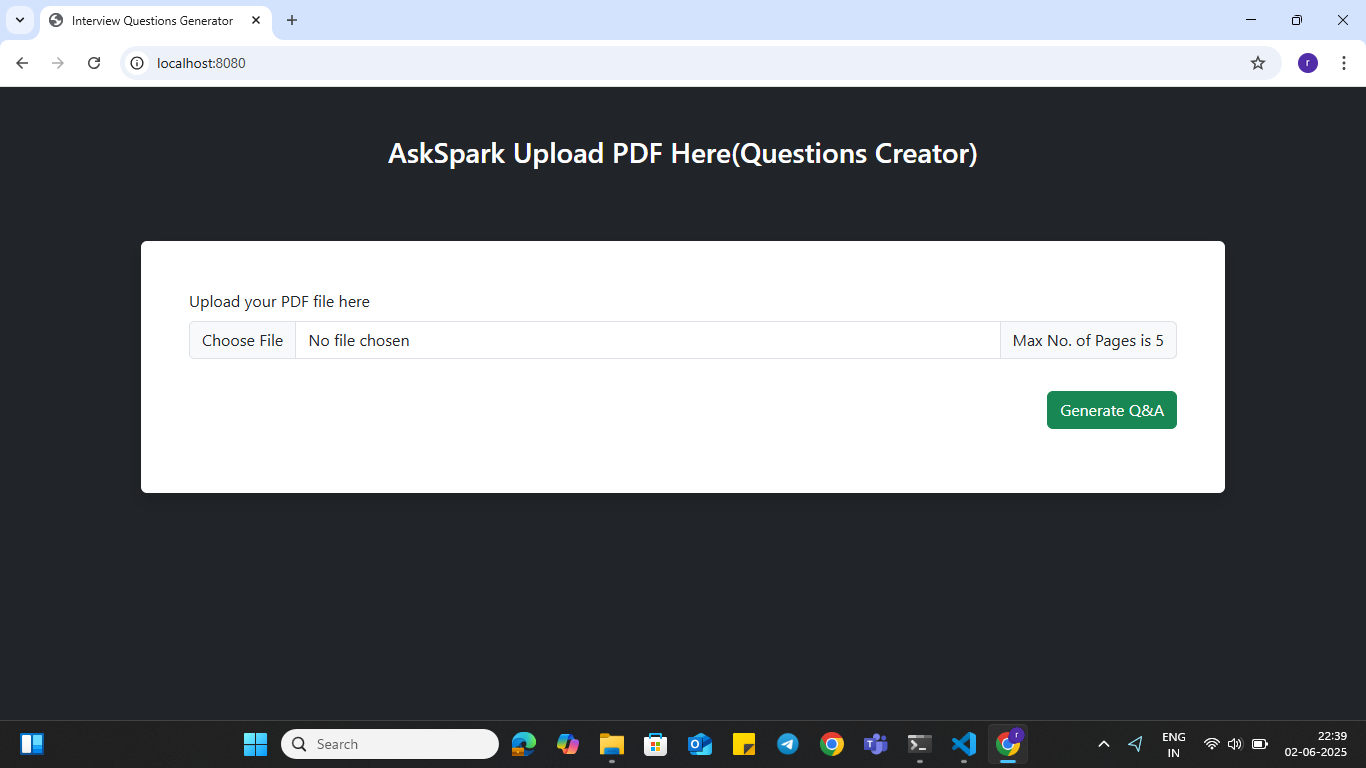 Interview Questions Generator
localhost:8080
r
AskSpark Upload PDF Here(Questions Creator)
Upload your PDF file here
Choose File No file chosen Max No. of Pages is 5
Generate Q&A
Search
r
ENG
IN
22:39
02-06-2025